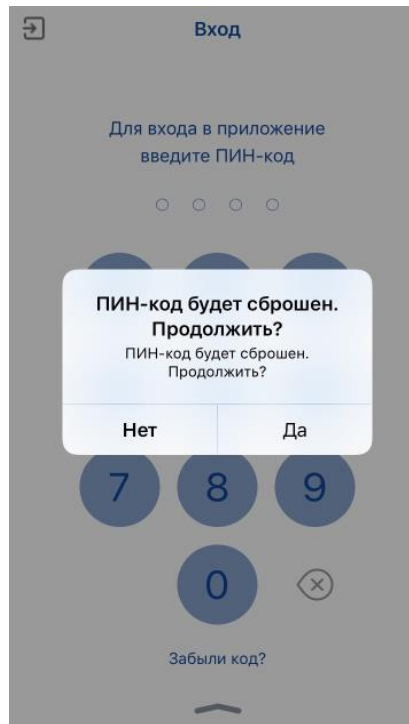 Вход
Для входа в приложение
введите ПИН-код
ПИН-код будет сброшен.
Продолжить?
ПИН-код будет сброшен.
Продолжить?
Нет Да
7 8 9
0
Забыли код?